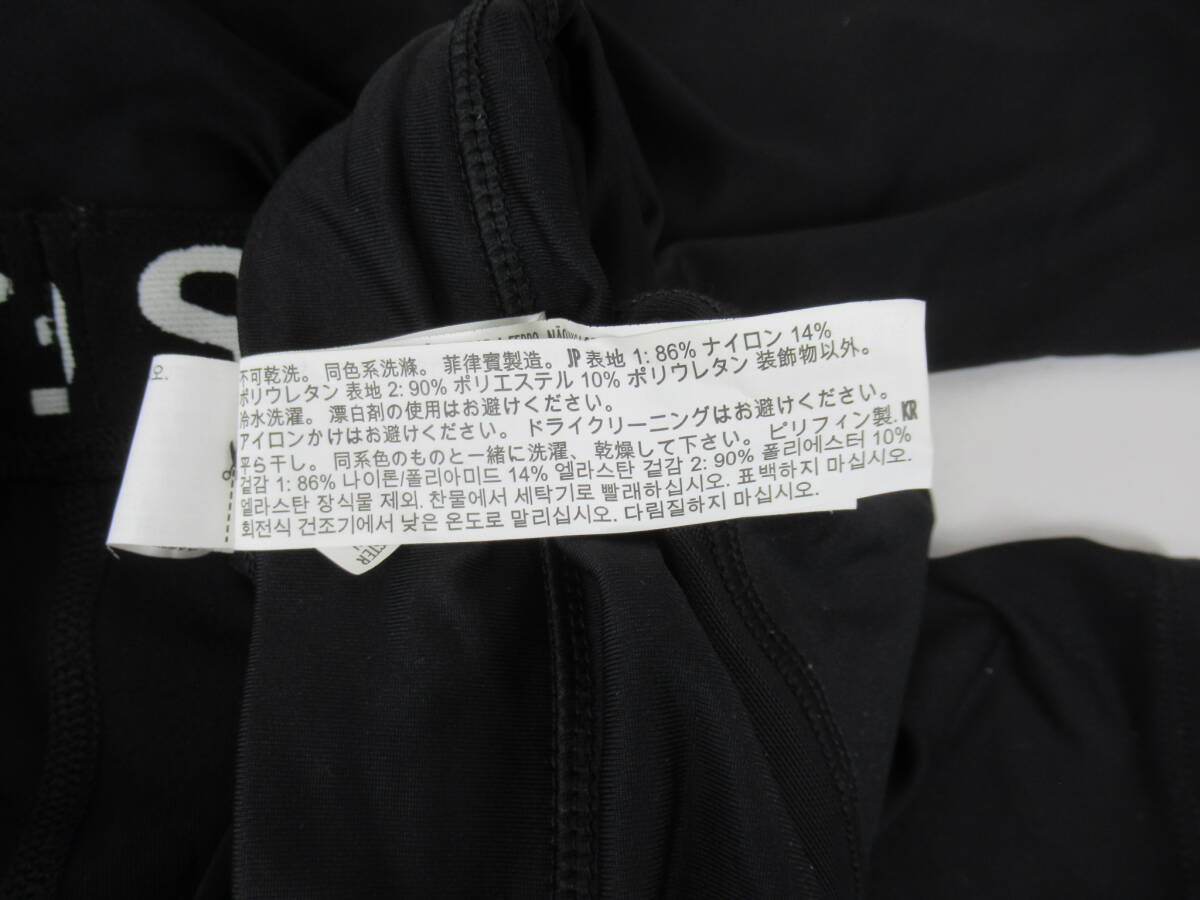 S
오.
FERRO. NÃO
不可乾洗。 同色系洗滌。 菲律賓製造。 JP 表地 1: 86% ナイロン 14%
ポリウレタン 表地 2: 90% ポリエステル 10% ポリウレタン 装飾物以外。
冷水洗濯。 漂白剤の使用はお避けください。
アイロンかけはお避けください。 ドライクリーニングはお避けください。
平ら干し。 同系色のものと一緒に洗濯、乾燥して下さい。 ピリフィン製. KR
겉감 1: 86% 나이론/폴리아미드 14% 엘라스탄 겉감 2: 90% 폴리에스터 10%
엘라스탄 장식물 제외. 찬물에서 세탁기로 빨래하십시오. 표백하지 마십시오.
회전식 건조기에서 낮은 온도로 말리십시오. 다림질하지 마십시오.